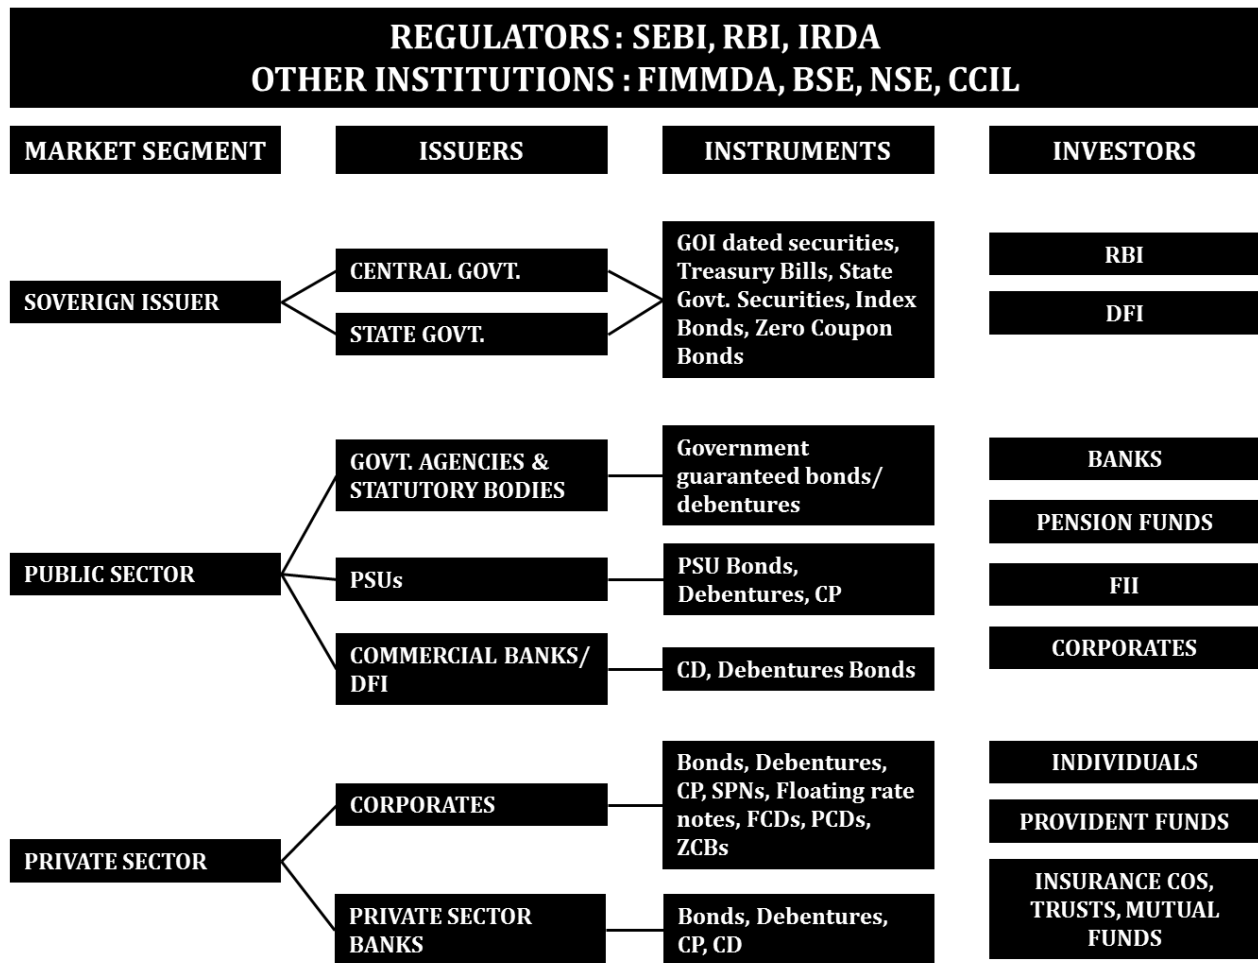 REGULATORS : SEBI, RBI, IRDA
OTHER INSTITUTIONS : FIMMDA, BSE, NSE, CCIL
MARKET SEGMENT
ISSUERS
INSTRUMENTS
INVESTORS
SOVERIGN ISSUER
CENTRAL GOVT.
STATE GOVT.
GOI dated securities,
Treasury Bills, State
Govt. Securities, Index
Bonds, Zero Coupon
Bonds
RBI
DFI
PUBLIC SECTOR
GOVT. AGENCIES &
STATUTORY BODIES
Government
guaranteed bonds/
debentures
PSUs
PSU Bonds,
Debentures, CP
COMMERCIAL BANKS/
DFI
CD, Debentures Bonds
BANKS
PENSION FUNDS
FII
CORPORATES
PRIVATE SECTOR
CORPORATES
Bonds, Debentures,
CP, SPNs, Floating rate
notes, FCDs, PCDs,
ZCBs
PRIVATE SECTOR
BANKS
Bonds, Debentures,
CP, CD
INDIVIDUALS
PROVIDENT FUNDS
INSURANCE COS,
TRUSTS, MUTUAL
FUNDS